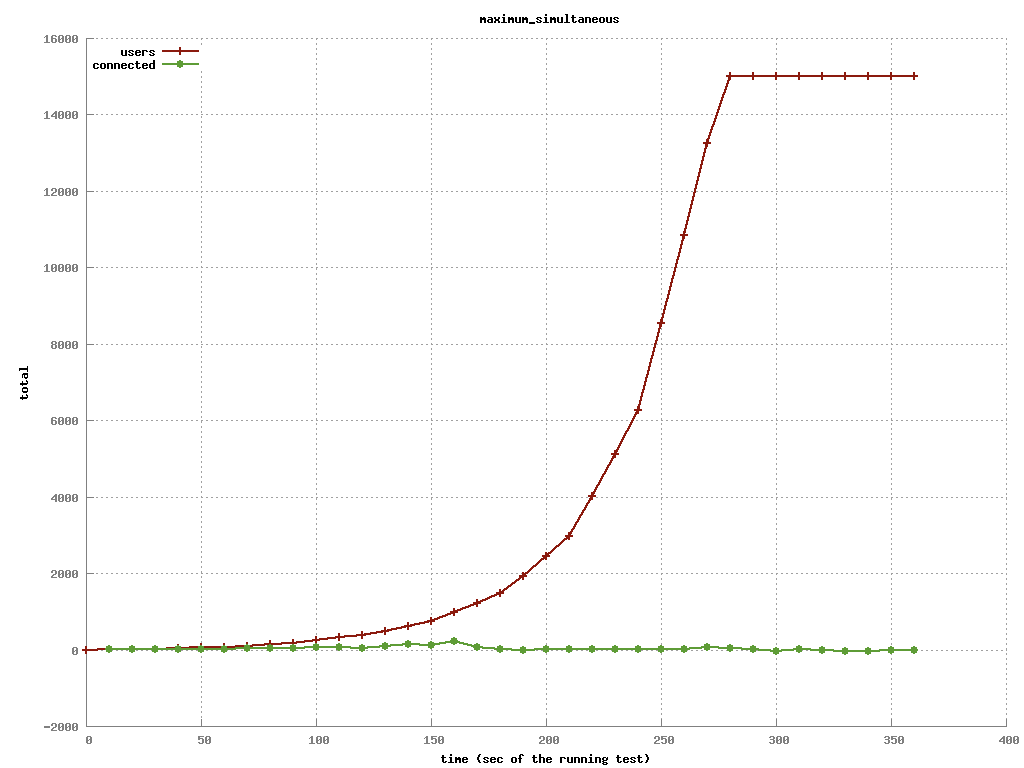 maximum_simultaneous
users
connected
16000
14000
12000
10000
8000
6000
4000
2000
0
-2000
total
0 50 100 150 200 250 300 350 400
time (sec of the running test)